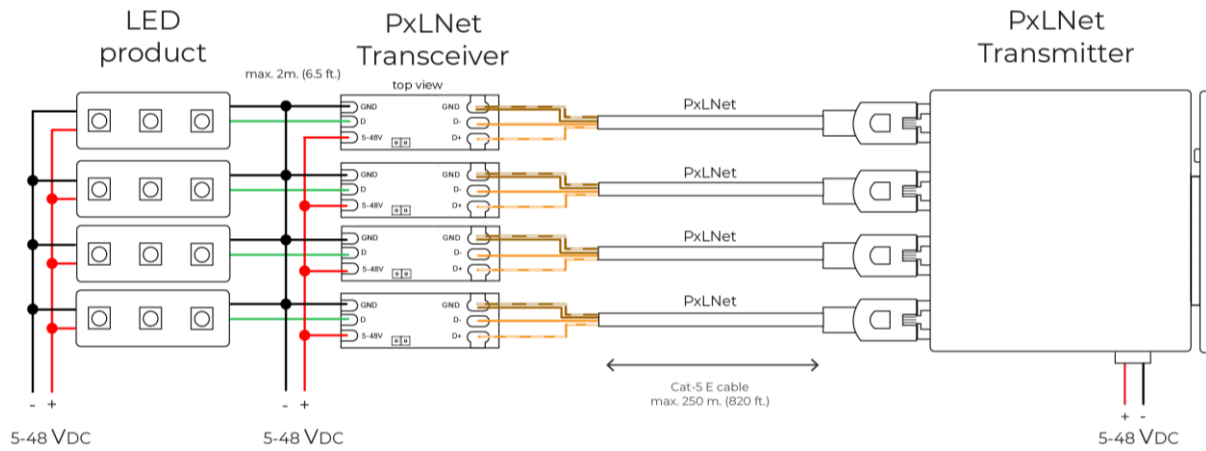 LED
product
PxLNet
Transceiver
PxLNet
Transmitter
max. 2m. (6.5 ft.)
top view
GND
D
5-48V
GND
D-
D+
PxLNet
GND
D
5-48V
GND
D-
D+
PxLNet
GND
D
5-48V
GND
D-
D+
PxLNet
GND
D
5-48V
GND
D-
D+
PxLNet
Cat-5 E cable
max. 250 m. (820 ft.)
- +
5-48 VDC
- +
5-48 VDC
+ -
5-48 VDC